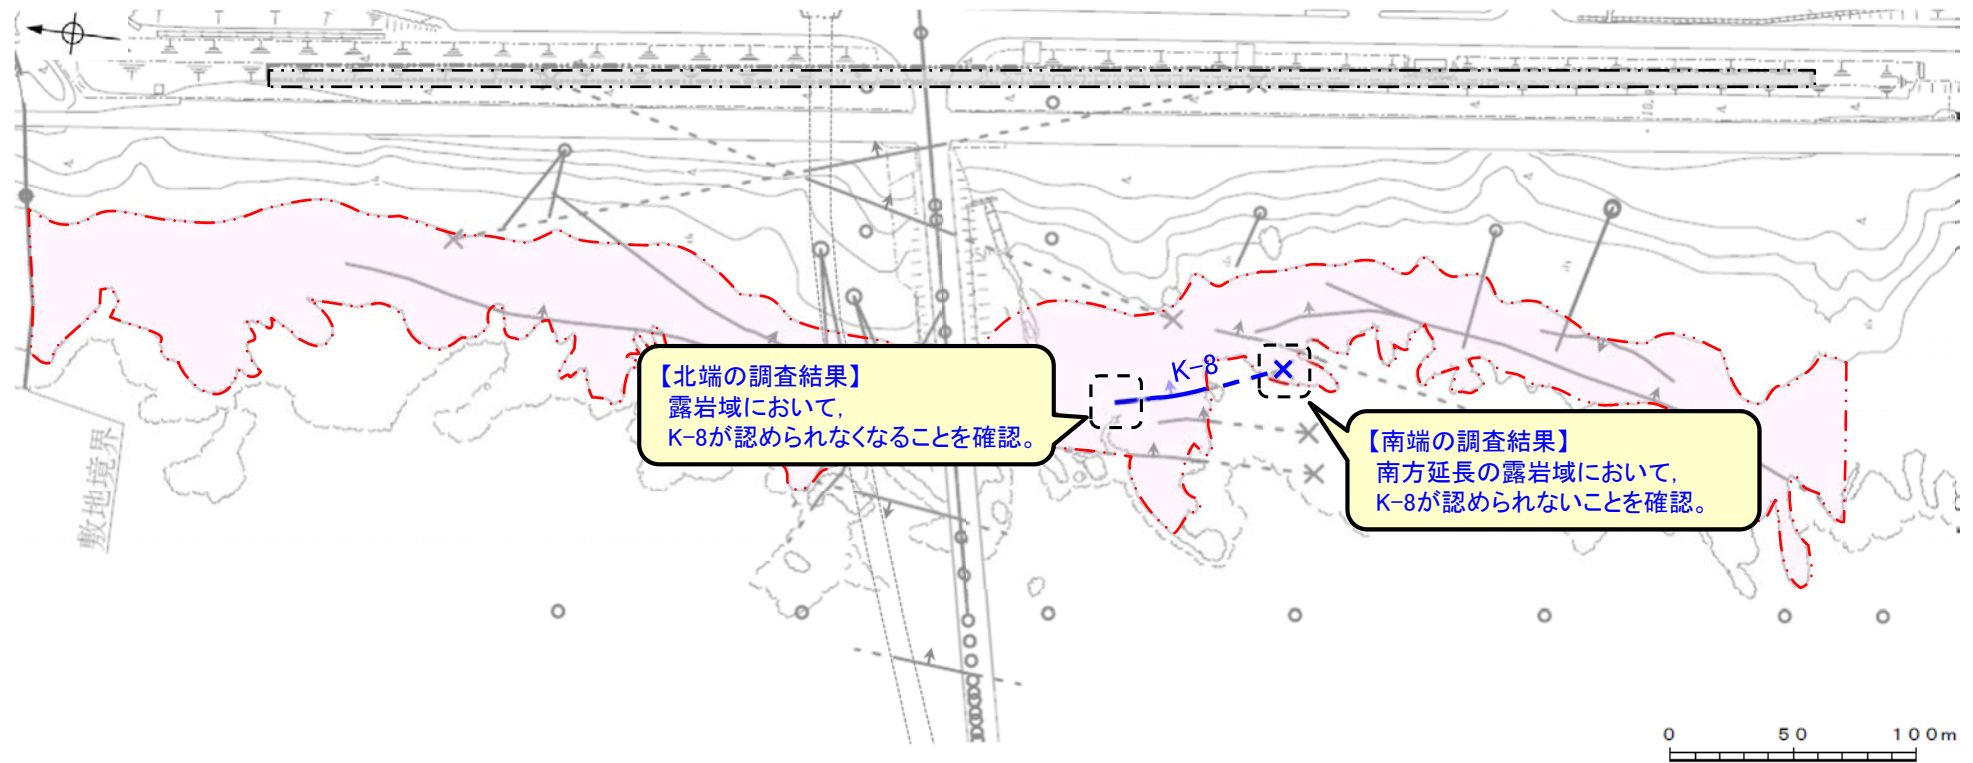 【北端の調査結果】
露岩域において,
K-8が認められなくなることを確認。
K-8
【南端の調査結果】
南方延長の露岩域において,
K-8が認められないことを確認。
敷地境界
0 50 100m